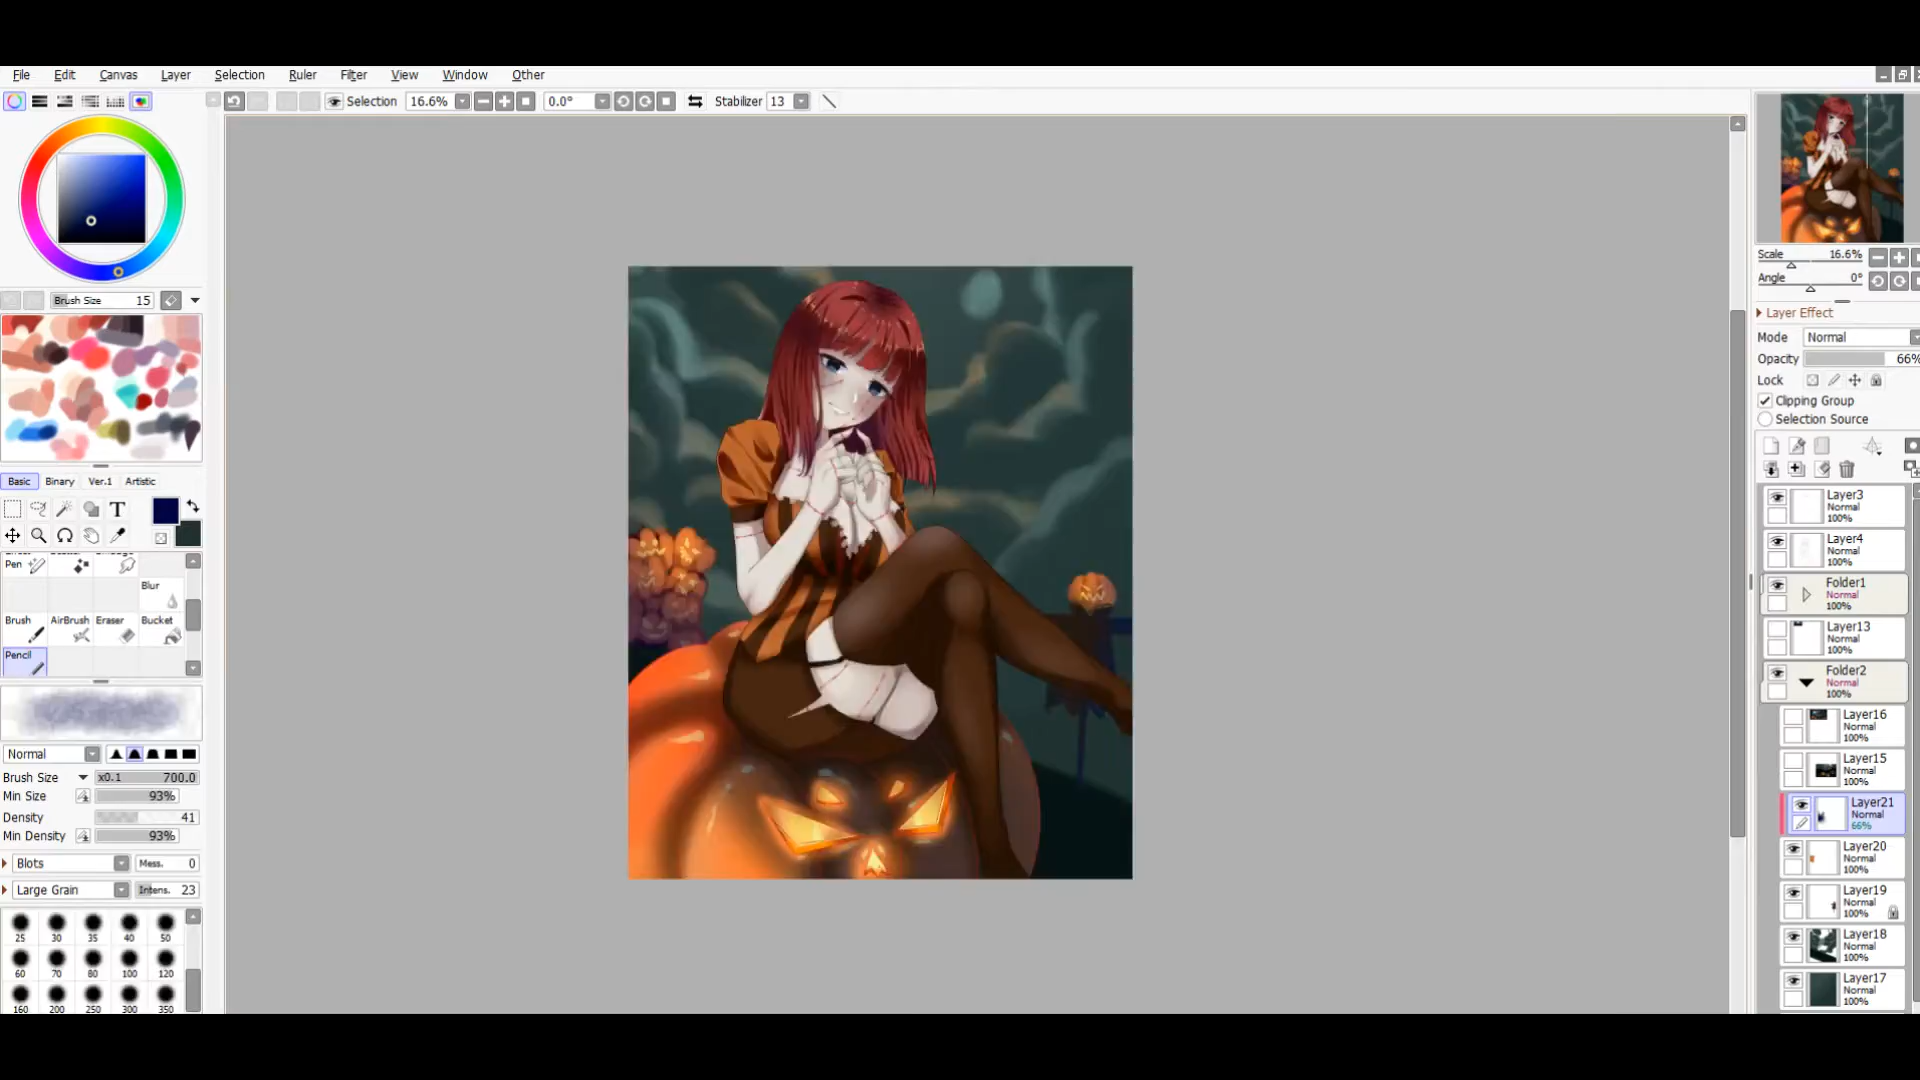 File Edit Canvas Layer Selection Ruler Filter View Window Other
Selection 16.6% 0.0° Stabilizer 13
Brush Size 15
Basic Binary Ver.1 Artistic
T
Pen
Blur
Brush AirBrush Eraser Bucket
Pencil
Normal
Brush Size x0.1 700.0
Min Size 93%
Density 41
Min Density 93%
Blots Mess. 0
Large Grain Intens. 23
25 30 35 40 50
60 70 80 100 120
160 200 250 300 350
Scale 16.6%
Angle 0°
Layer Effect
Mode Normal
Opacity 66%
Lock
Clipping Group
Selection Source
Layer3
Normal
100%
Layer4
Normal
100%
Folder1
Normal
100%
Layer13
Normal
100%
Folder2
Normal
100%
Layer16
Normal
100%
Layer15
Normal
100%
Layer21
Normal
66%
Layer20
Normal
100%
Layer19
Normal
100%
Layer18
Normal
100%
Layer17
Normal
100%